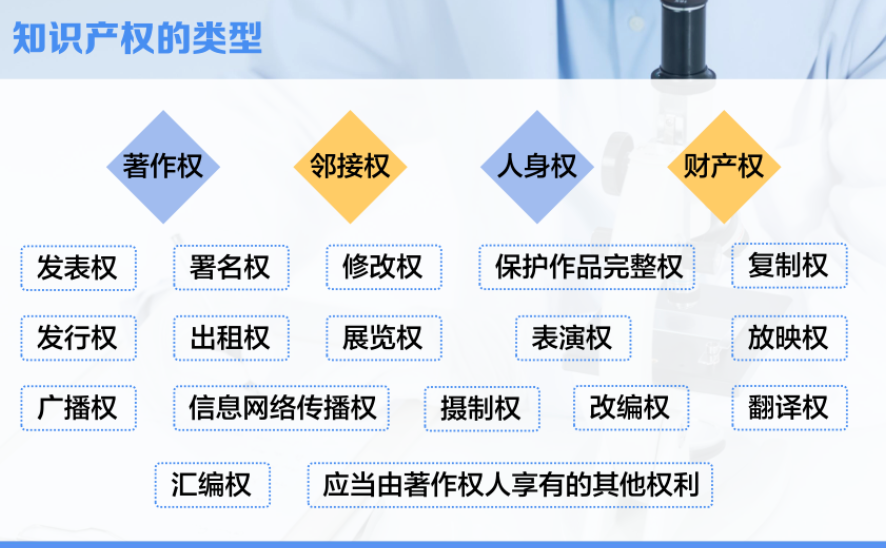 知识产权的类型
著作权 邻接权 人身权 财产权
发表权 署名权 修改权 保护作品完整权 复制权
发行权 出租权 展览权 表演权 放映权
广播权 信息网络传播权 摄制权 改编权 翻译权
汇编权 应当由著作权人享有的其他权利